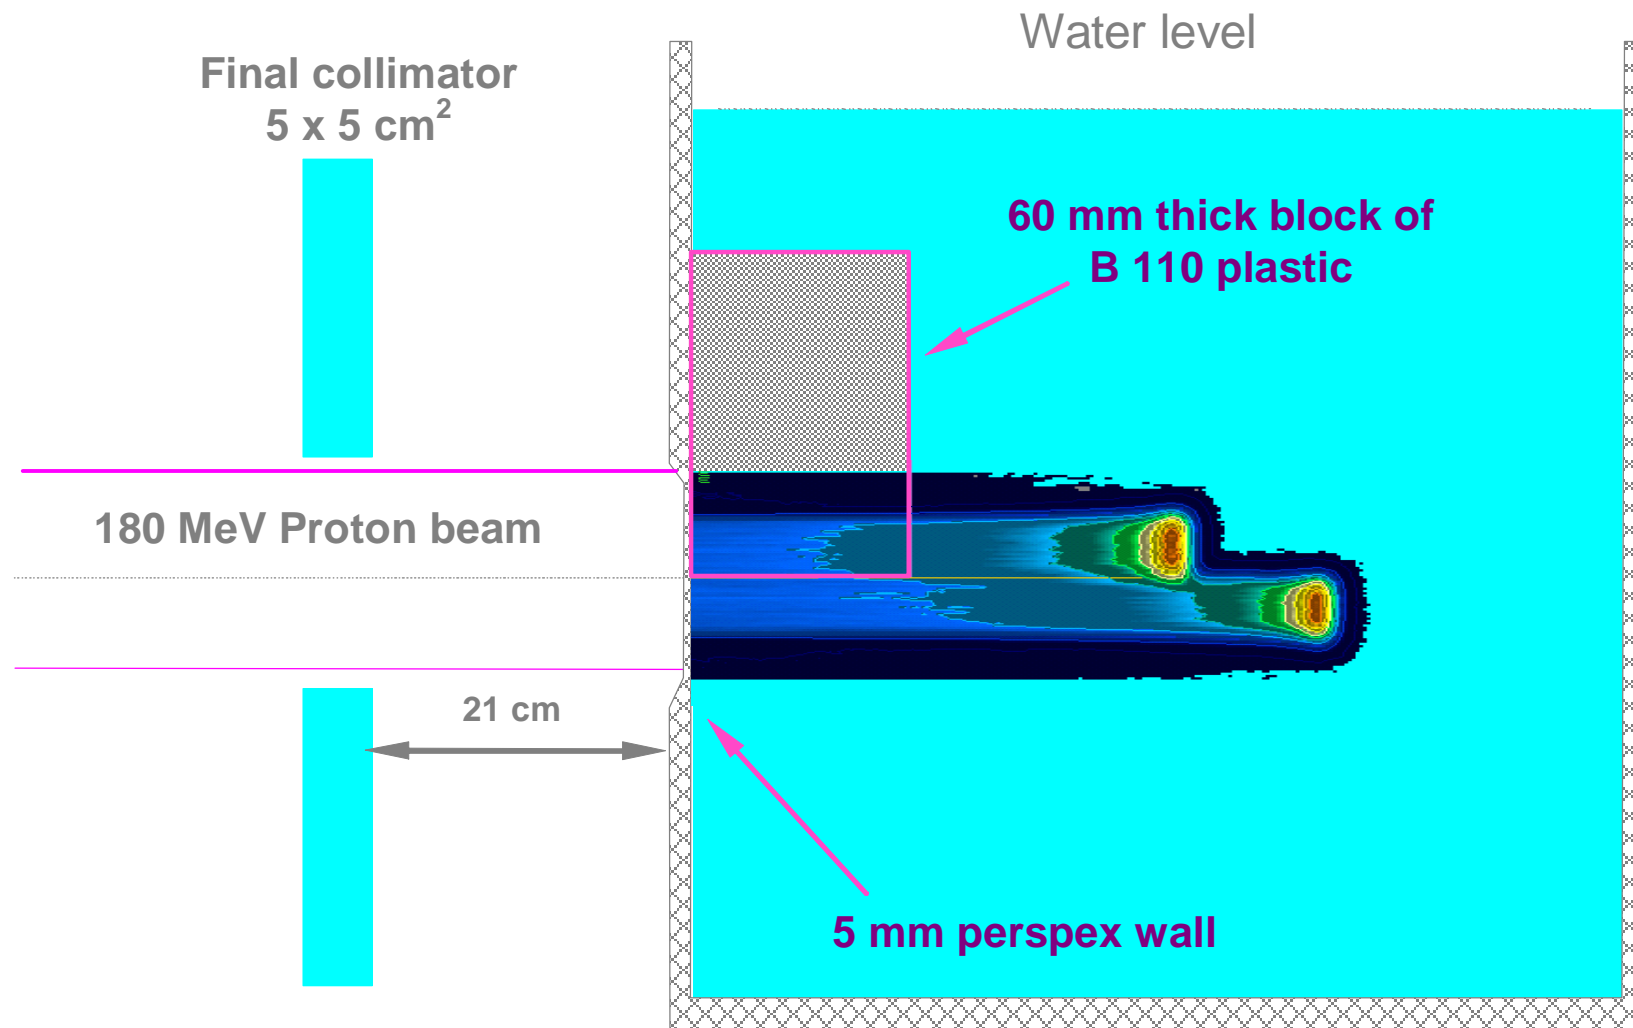 Water level
Final collimator
5 x 5 cm²
60 mm thick block of
B 110 plastic
180 MeV Proton beam
21 cm
5 mm perspex wall